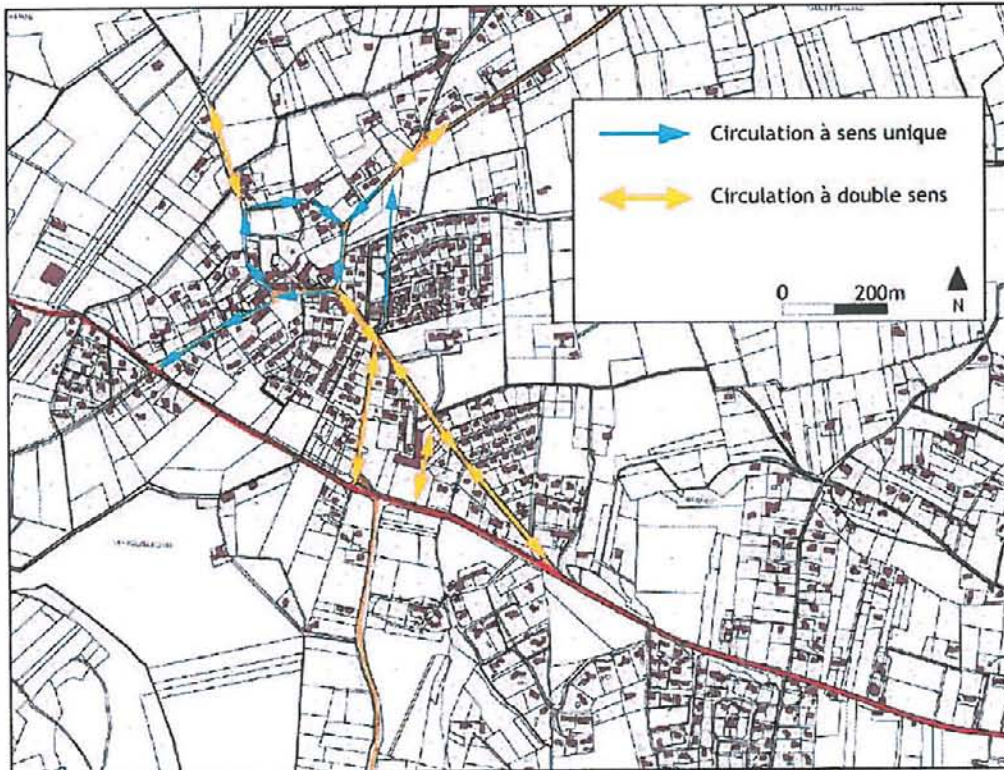 Circulation à sens unique
Circulation à double sens
0 200m
N